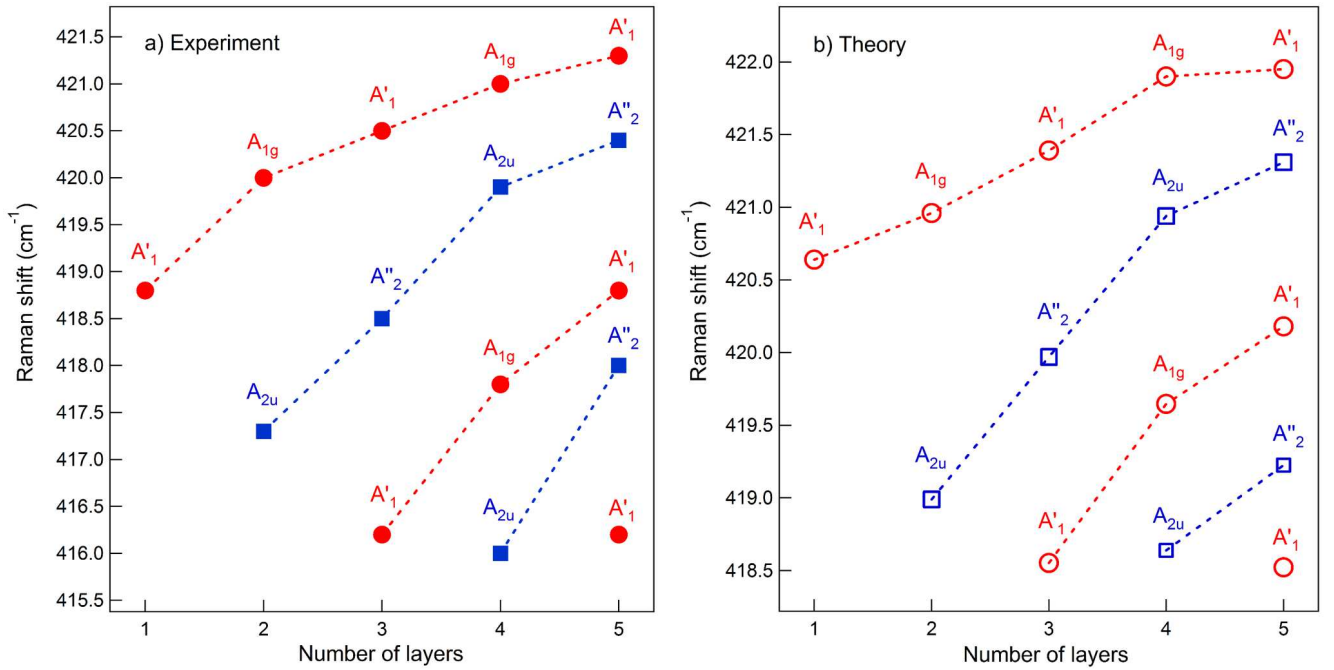 a) Experiment
Raman shift (cm⁻¹)
421.5
421.0
420.5
420.0
419.5
419.0
418.5
418.0
417.5
417.0
416.5
416.0
415.5
A'₁
A₁g
A'₁
A₁g
A'₁
A₂u
A''₂
A₂u
A''₂
A'₁
A₁g
A'₁
A₂u
A''₂
A'₁
1 2 3 4 5
Number of layers
b) Theory
Raman shift (cm⁻¹)
422.0
421.5
421.0
420.5
420.0
419.5
419.0
418.5
A'₁
A₁g
A'₁
A₁g
A'₁
A₂u
A''₂
A₂u
A''₂
A'₁
A₁g
A'₁
A₂u
A''₂
A'₁
1 2 3 4 5
Number of layers